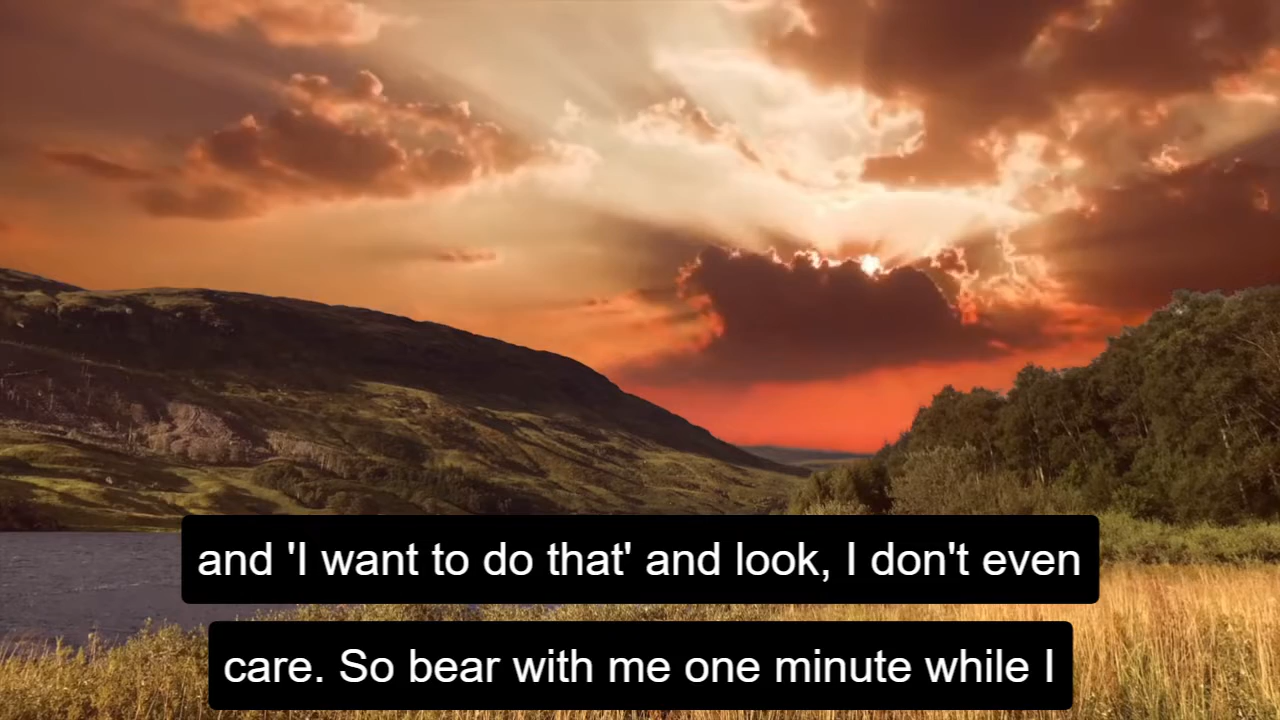 and 'I want to do that' and look, I don't even
care. So bear with me one minute while I